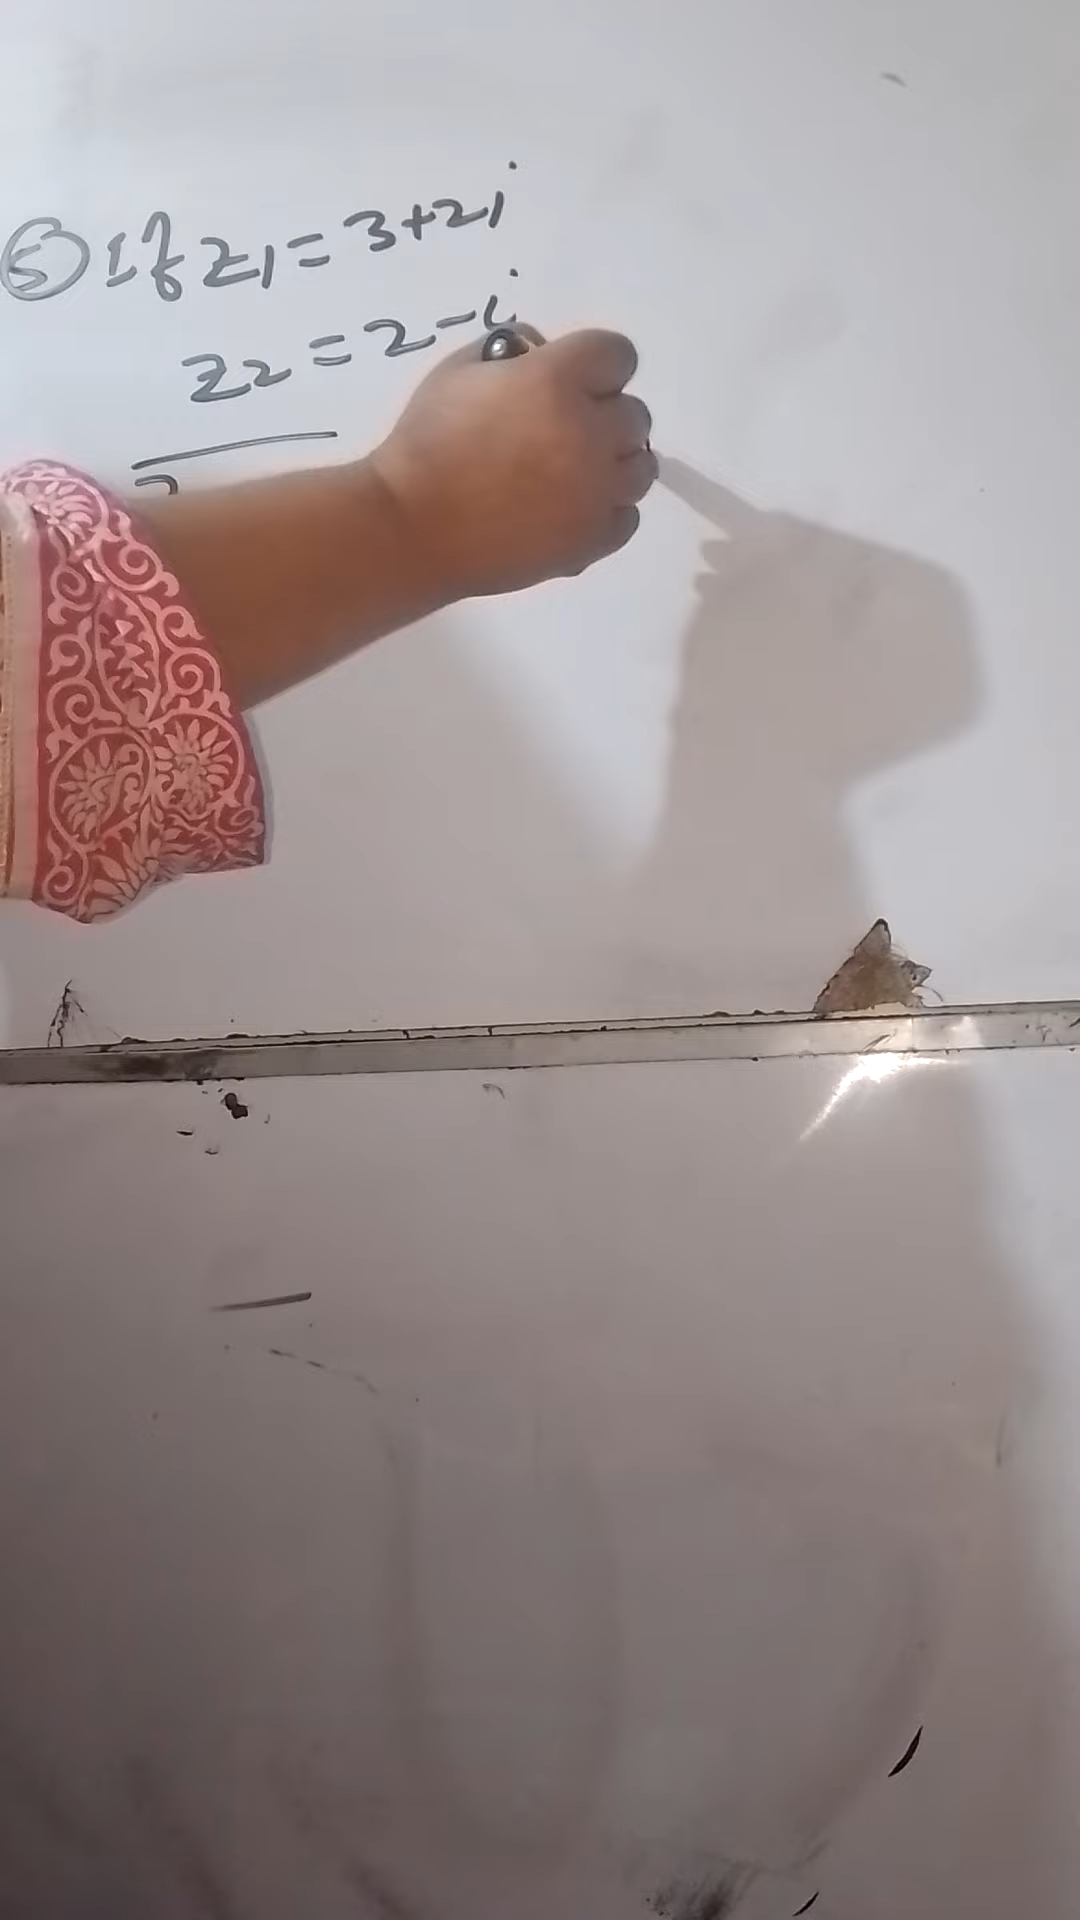 5 If z1 = 3+2i
z2 = 2-i